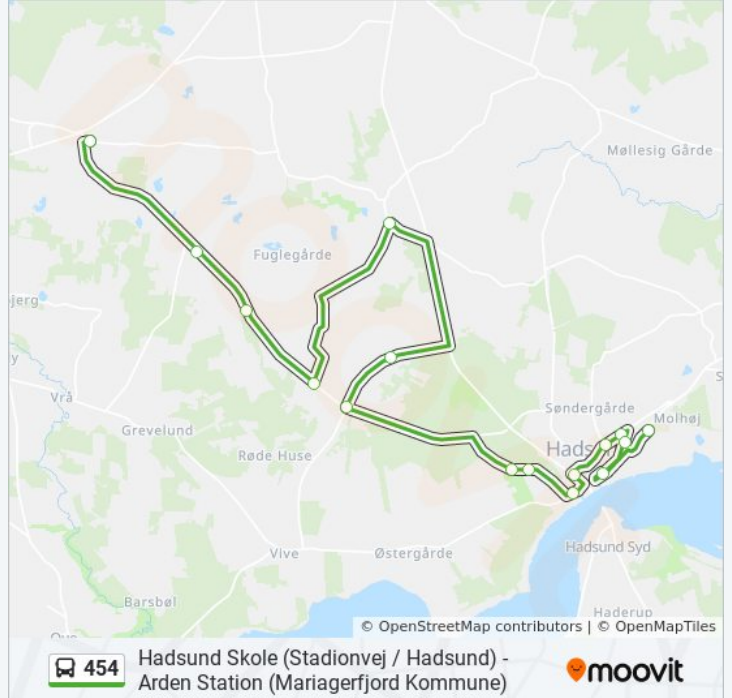 Møllesig Gårde
Fuglegårde
bjerg
y
Vrå
Grevelund
Søndergårde
S
Molhøj
Hads
Røde Huse
Vive
Østergårde
Hadsund Syd
Barsbøl
Haderup
© OpenStreetMap contributors | © OpenMapTiles
454
Hadsund Skole (Stadionvej / Hadsund) -
Arden Station (Mariagerfjord Kommune)
moovit